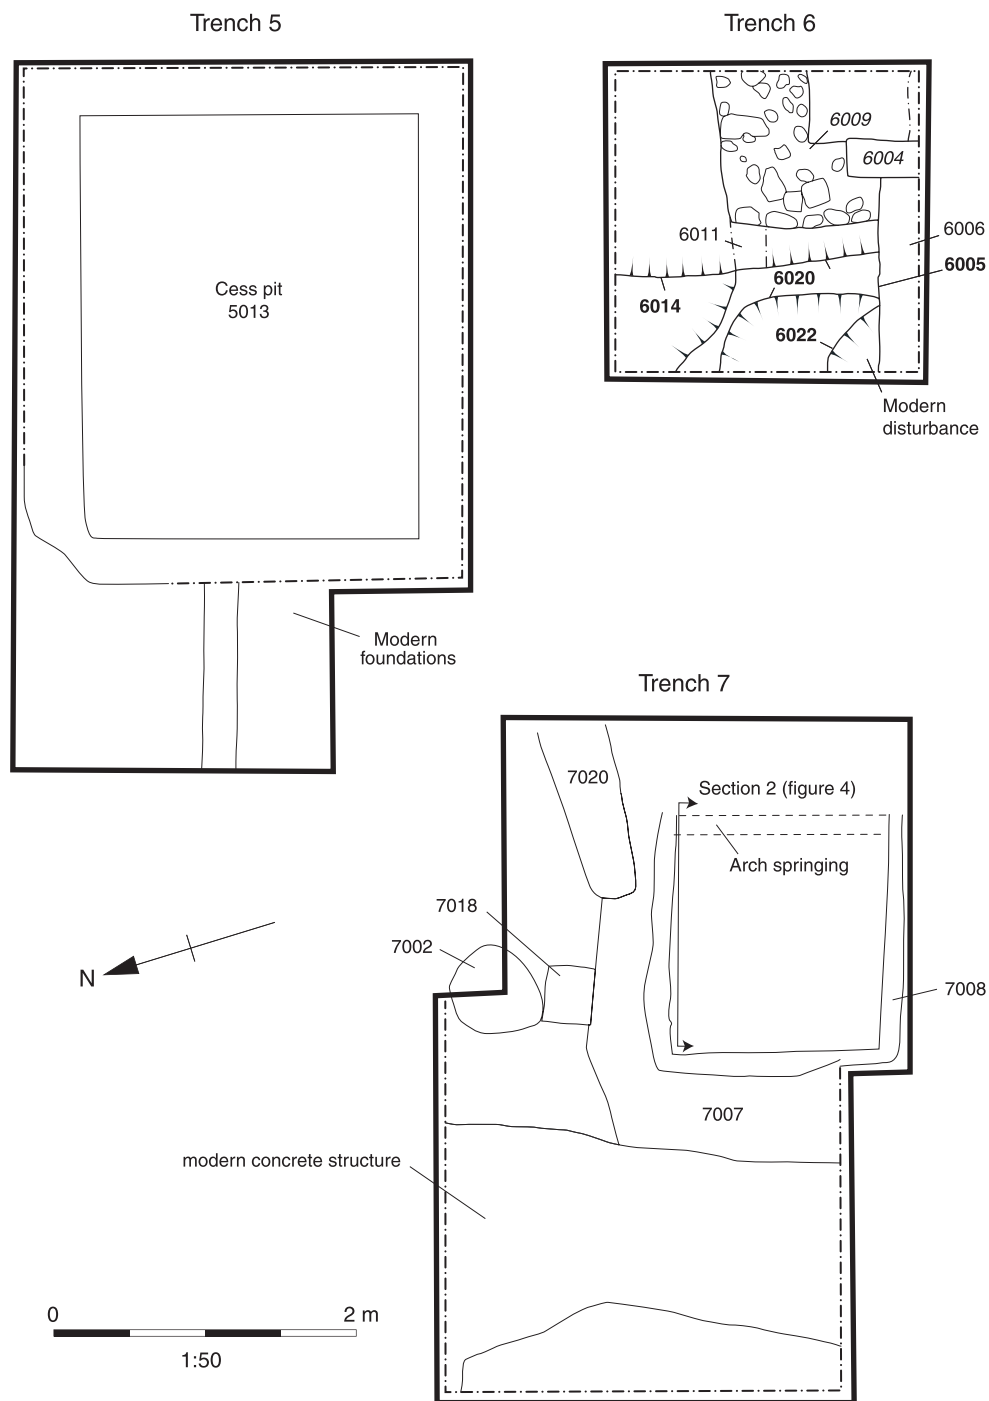 Trench 5
Trench 6
6009
6004
6011
6006
6005
6020
6014
6022
Cess pit
5013
Modern
disturbance
Modern
foundations
Trench 7
7020
Section 2 (figure 4)
Arch springing
7018
7002
N
7008
7007
modern concrete structure
0
2 m
1:50